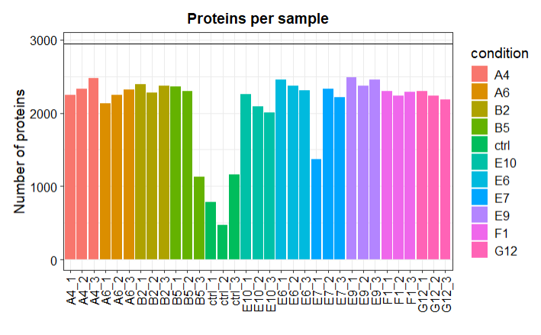 Proteins per sample
Number of proteins
3000
2000
1000
0
A4_1
A4_2
A4_3
A6_1
A6_2
A6_3
B2_1
B2_2
B2_3
B5_1
B5_2
B5_3
ctrl_1
ctrl_2
ctrl_3
E10_1
E10_2
E10_3
E6_1
E6_2
E6_3
E7_1
E7_2
E7_3
E9_1
E9_2
E9_3
F1_1
F1_2
F1_3
G12_1
G12_2
G12_3
condition
A4
A6
B2
B5
ctrl
E10
E6
E7
E9
F1
G12